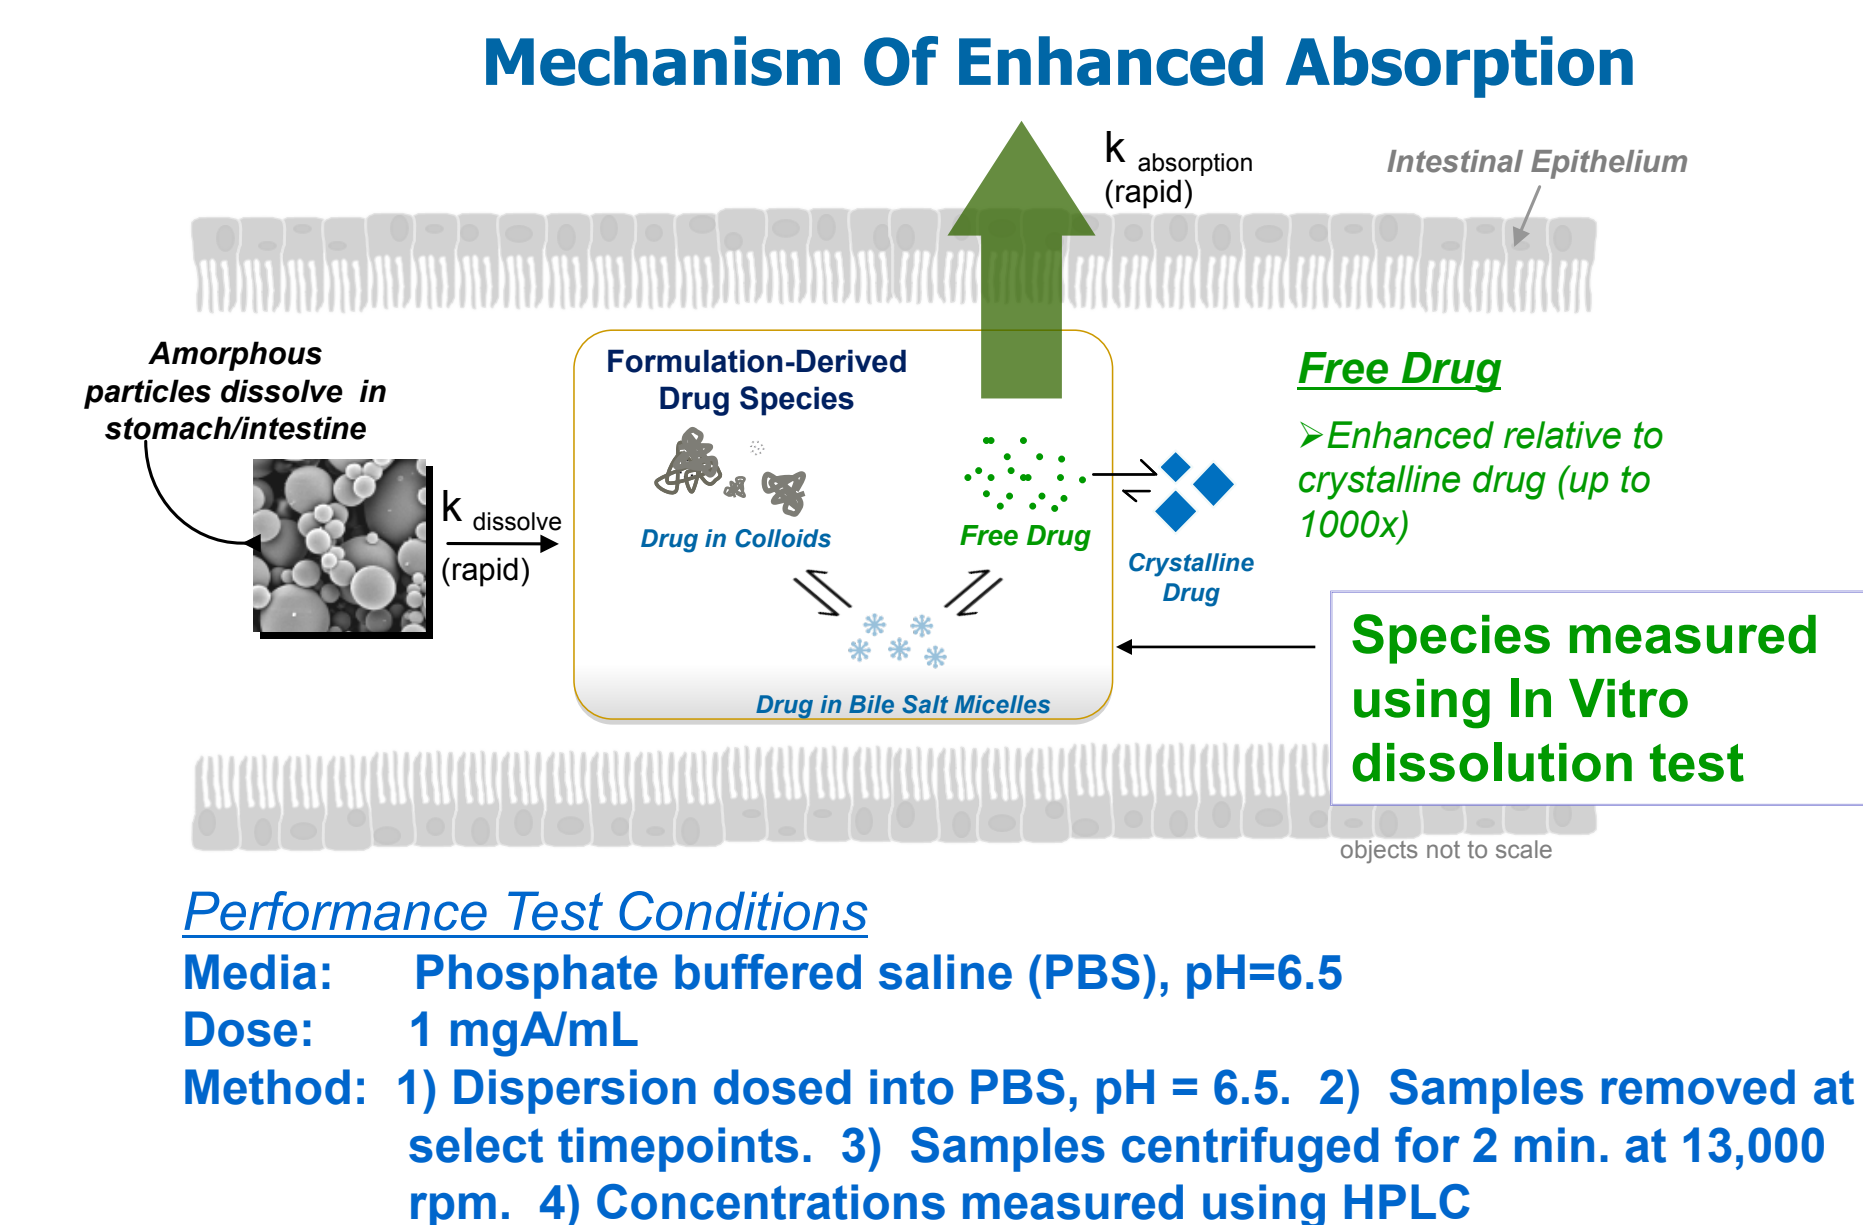 Mechanism Of Enhanced Absorption
k absorption
(rapid)
Intestinal Epithelium
Amorphous
particles dissolve in
stomach/intestine
k dissolve
(rapid)
Formulation-Derived
Drug Species
Drug in Colloids
Free Drug
Drug in Bile Salt Micelles
Crystalline
Drug
Free Drug
➢Enhanced relative to
crystalline drug (up to
1000x)
Species measured
using In Vitro
dissolution test
objects not to scale
Performance Test Conditions
Media: Phosphate buffered saline (PBS), pH=6.5
Dose: 1 mgA/mL
Method: 1) Dispersion dosed into PBS, pH = 6.5. 2) Samples removed at
select timepoints. 3) Samples centrifuged for 2 min. at 13,000
rpm. 4) Concentrations measured using HPLC